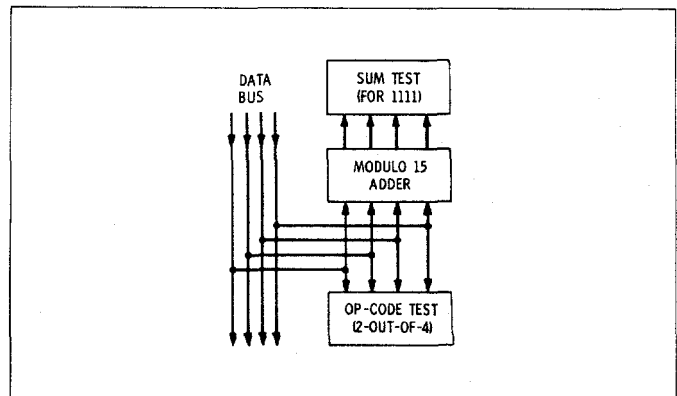 DATA
BUS
SUM TEST
(FOR 1111)
MODULO 15
ADDER
OP-CODE TEST
(2-OUT-OF-4)